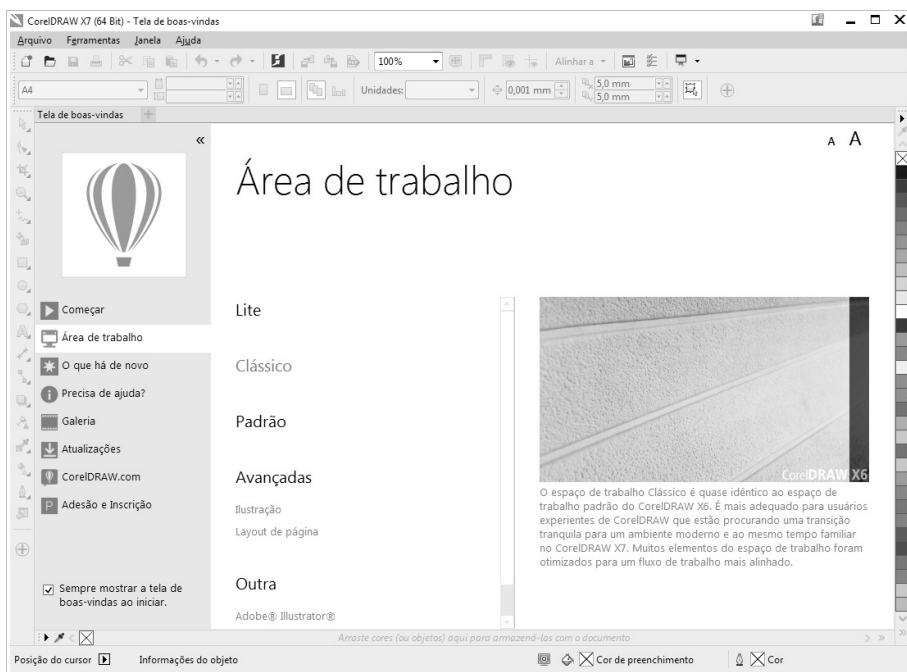 CorelDRAW X7 (64 Bit) - Tela de boas-vindas
Arquivo Ferramentas Janela Ajuda
100% Alinhar a
A4 Unidades: 0,001 mm 5,0 mm
5,0 mm
Tela de boas-vindas
« A A
Área de trabalho
Começar
Área de trabalho
O que há de novo
Precisa de ajuda?
Galeria
Atualizações
CorelDRAW.com
Adesão e Inscrição
Sempre mostrar a tela de
boas-vindas ao iniciar.
Lite
Clássico
Padrão
Avançadas
Ilustração
Layout de página
Outra
Adobe® Illustrator®
CorelDRAW X6
O espaço de trabalho Clássico é quase idêntico ao espaço de
trabalho padrão do CorelDRAW X6. É mais adequado para usuários
experientes de CorelDRAW que estão procurando uma transição
tranquila para um ambiente moderno e ao mesmo tempo familiar
no CorelDRAW X7. Muitos elementos do espaço de trabalho foram
otimizados para um fluxo de trabalho mais alinhado.
Arraste cores (ou objetos) aqui para armazená-las com o documento
Posição do cursor Informações do objeto Cor de preenchimento Cor